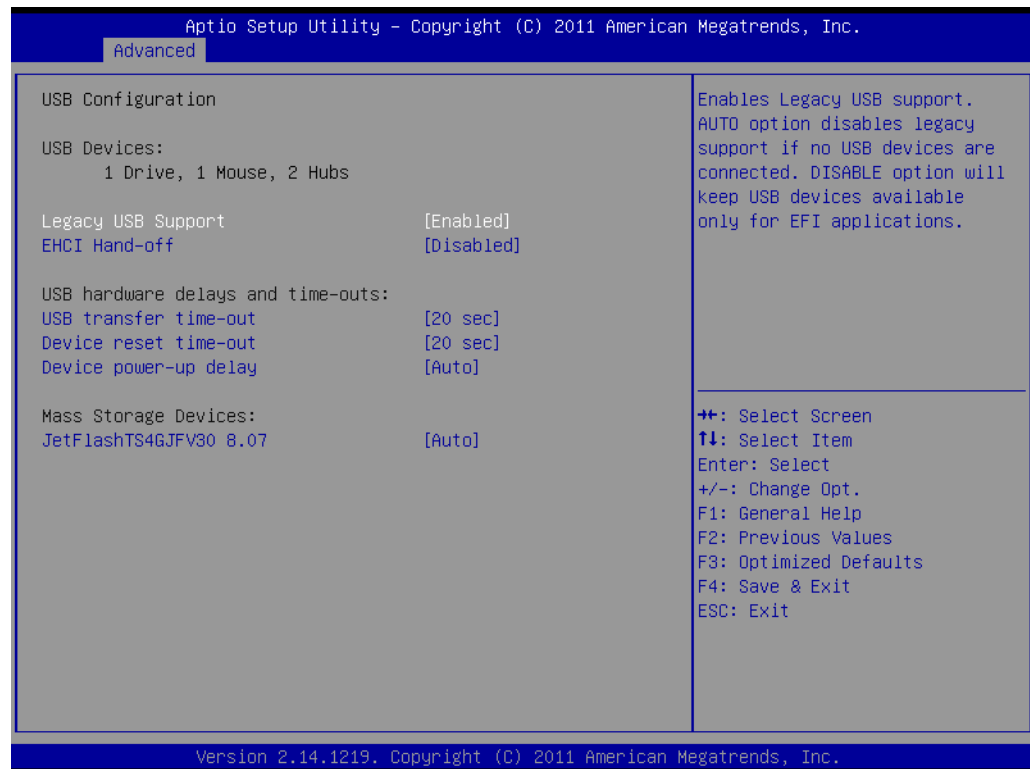 Aptio Setup Utility – Copyright (C) 2011 American Megatrends, Inc.
Advanced
USB Configuration
USB Devices:
1 Drive, 1 Mouse, 2 Hubs
Legacy USB Support [Enabled]
EHCI Hand-off [Disabled]
USB hardware delays and time-outs:
USB transfer time-out [20 sec]
Device reset time-out [20 sec]
Device power-up delay [Auto]
Mass Storage Devices:
JetFlashTS4GJFV30 8.07 [Auto]
Enables Legacy USB support.
AUTO option disables legacy
support if no USB devices are
connected. DISABLE option will
keep USB devices available
only for EFI applications.
→←: Select Screen
↑↓: Select Item
Enter: Select
+/-: Change Opt.
F1: General Help
F2: Previous Values
F3: Optimized Defaults
F4: Save & Exit
ESC: Exit
Version 2.14.1219. Copyright (C) 2011 American Megatrends, Inc.